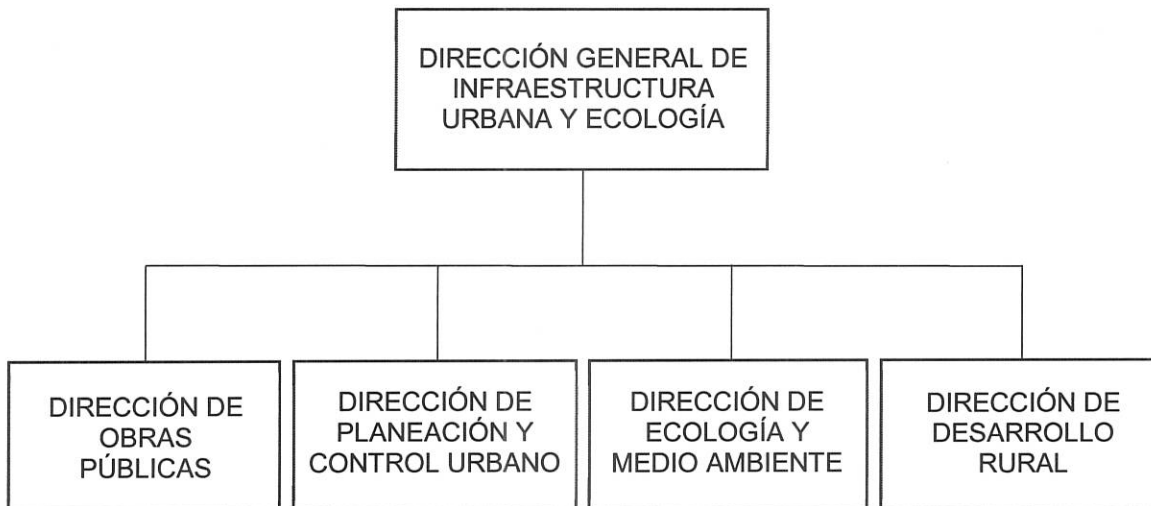 DIRECCIÓN GENERAL DE
INFRAESTRUCTURA
URBANA Y ECOLOGÍA
DIRECCIÓN DE
OBRAS
PÚBLICAS
DIRECCIÓN DE
PLANEACIÓN Y
CONTROL URBANO
DIRECCIÓN DE
ECOLOGÍA Y
MEDIO AMBIENTE
DIRECCIÓN DE
DESARROLLO
RURAL